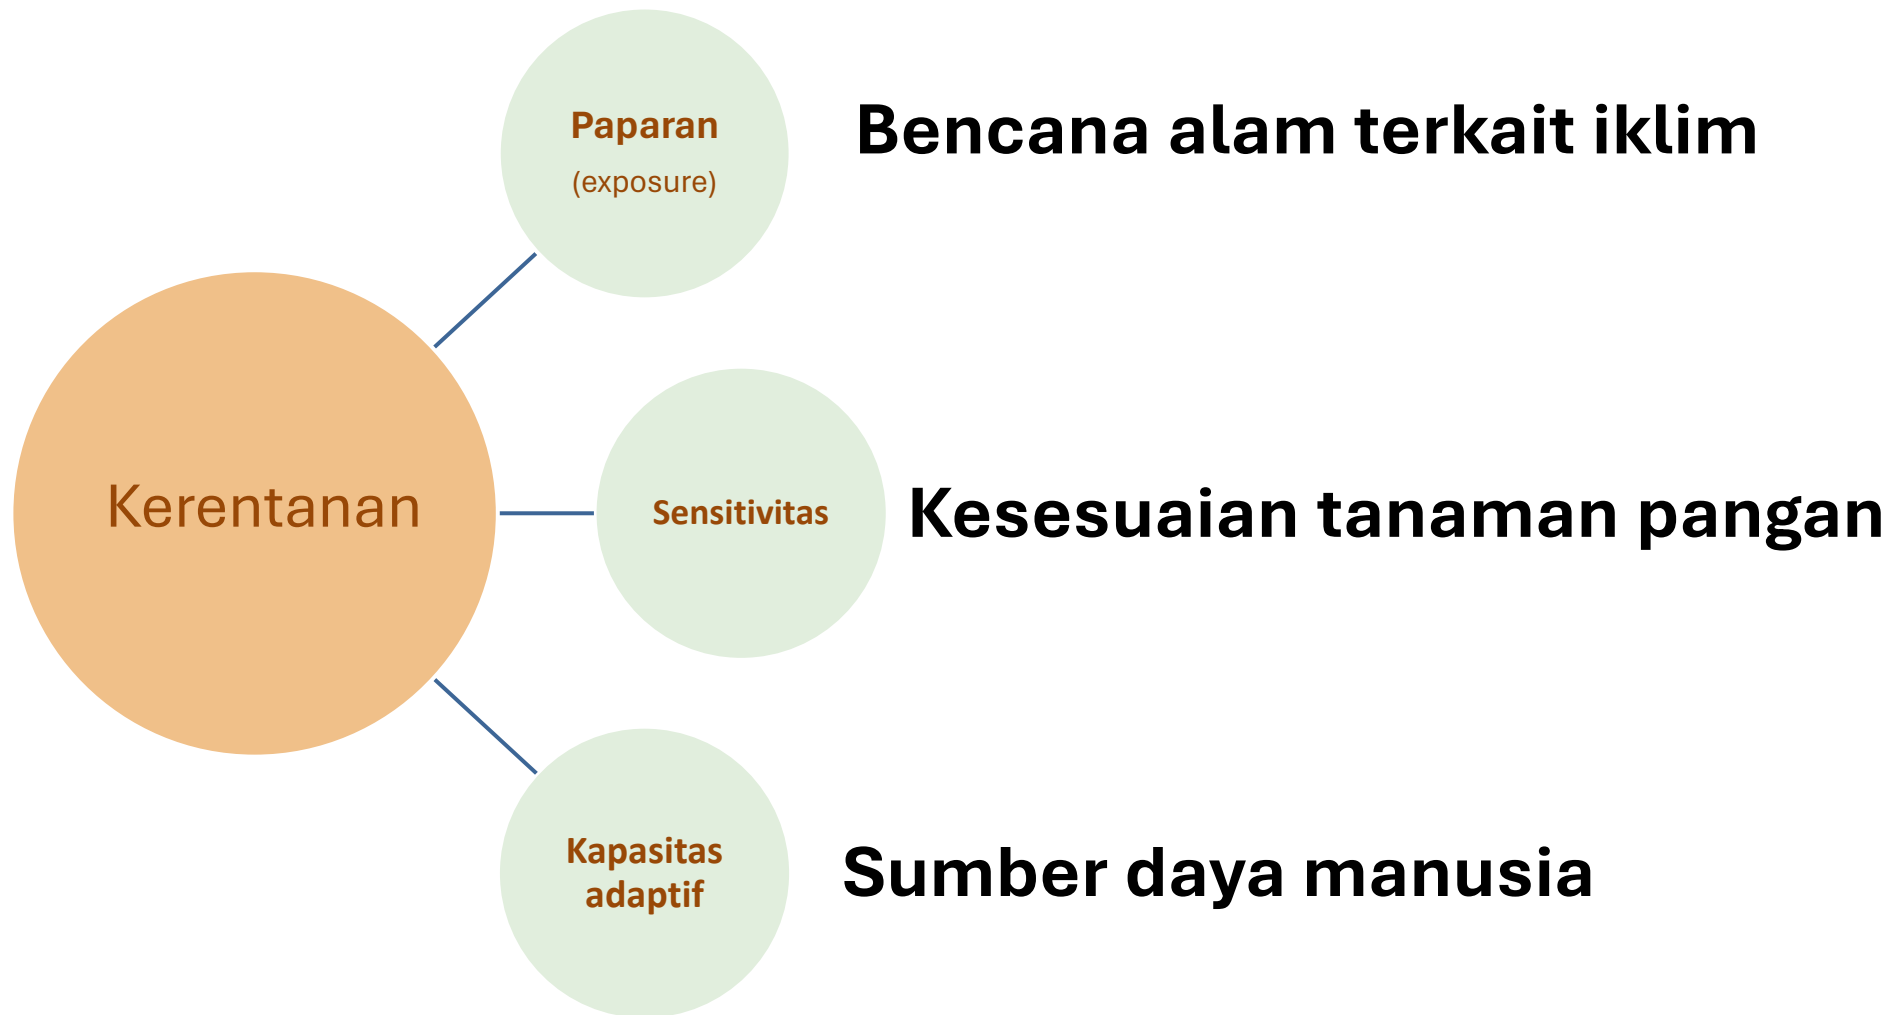 Paparan
(exposure)
Bencana alam terkait iklim
Kerentanan
Sensitivitas
Kesesuaian tanaman pangan
Kapasitas
adaptif
Sumber daya manusia